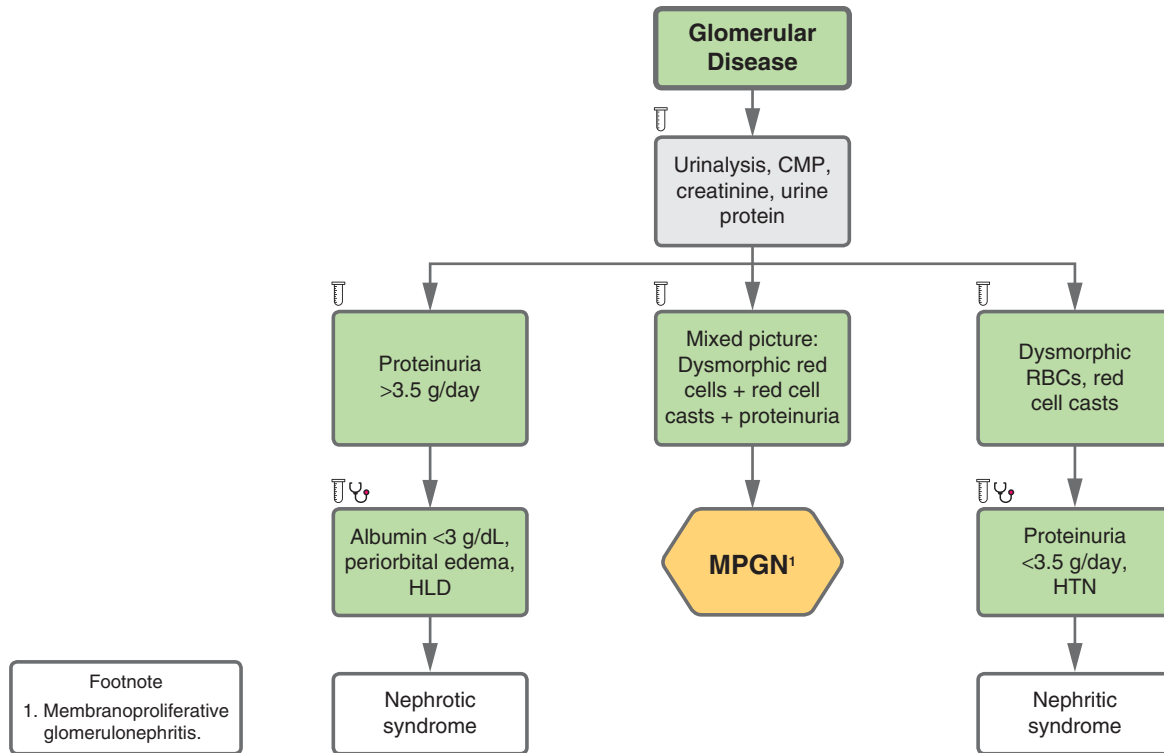 Glomerular
Disease
Urinalysis, CMP,
creatinine, urine
protein
Proteinuria
>3.5 g/day
Mixed picture:
Dysmorphic red
cells + red cell
casts + proteinuria
Dysmorphic
RBCs, red
cell casts
Albumin <3 g/dL,
periorbital edema,
HLD
MPGN¹
Proteinuria
<3.5 g/day,
HTN
Nephrotic
syndrome
Nephritic
syndrome
Footnote
1. Membranoproliferative
glomerulonephritis.